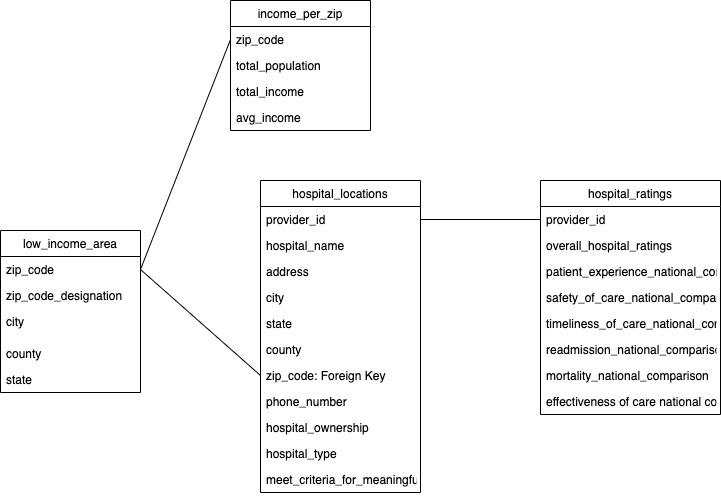 income_per_zip
zip_code
total_population
total_income
avg_income
low_income_area
zip_code
zip_code_designation
city
county
state
hospital_locations
provider_id
hospital_name
address
city
state
county
zip_code: Foreign Key
phone_number
hospital_ownership
hospital_type
meet_criteria_for_meaningfu
hospital_ratings
provider_id
overall_hospital_ratings
patient_experience_national_co
safety_of_care_national_compa
timeliness_of_care_national_co
readmission_national_comparis
mortality_national_comparison
effectiveness of care national co